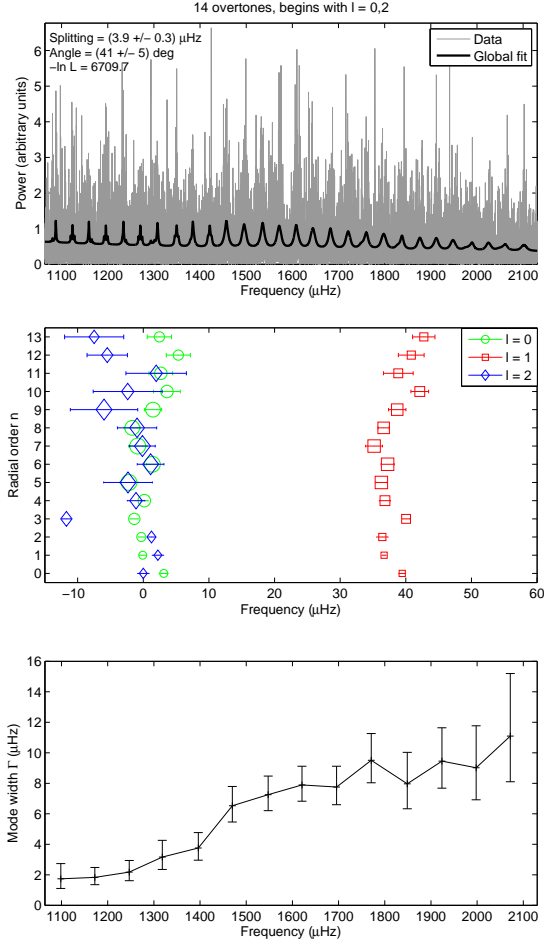 14 overtones, begins with l = 0,2
Splitting = (3.9 +/- 0.3) μHz
Angle = (41 +/- 5) deg
−ln L = 6709.7
Data
Global fit
Power (arbitrary units)
6
5
4
3
2
1
0
1100 1200 1300 1400 1500 1600 1700 1800 1900 2000 2100
Frequency (μHz)
l = 0
l = 1
l = 2
Radial order n
13
12
11
10
9
8
7
6
5
4
3
2
1
0
−10 0 10 20 30 40 50 60
Frequency (μHz)
Mode width Γ (μHz)
16
14
12
10
8
6
4
2
0
1100 1200 1300 1400 1500 1600 1700 1800 1900 2000 2100
Frequency (μHz)